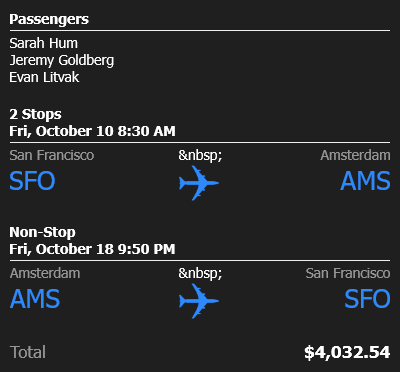 Passengers
Sarah Hum
Jeremy Goldberg
Evan Litvak
2 Stops
Fri, October 10 8:30 AM
San Francisco &nbsp; Amsterdam
SFO AMS
Non-Stop
Fri, October 18 9:50 PM
Amsterdam &nbsp; San Francisco
AMS SFO
Total $4,032.54